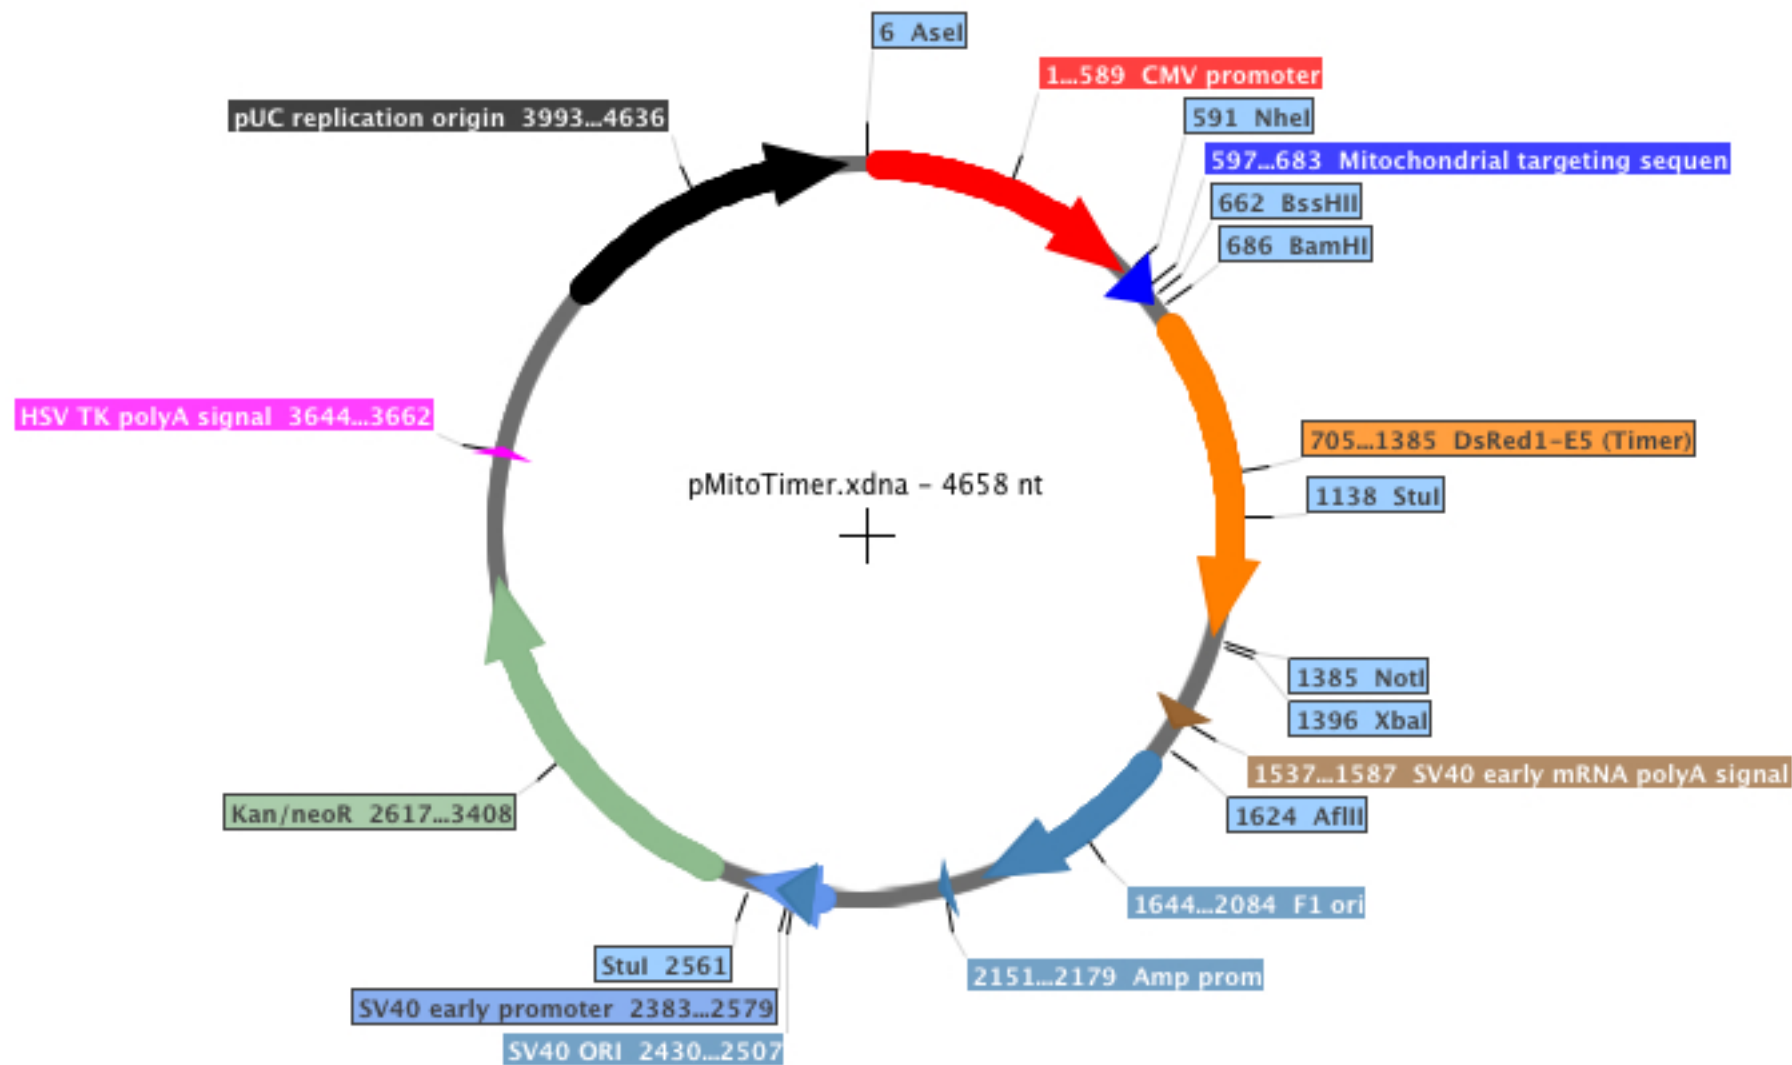 6 AseI
1...589 CMV promoter
pUC replication origin 3993...4636
591 NheI
597...683 Mitochondrial targeting sequen
662 BssHII
686 BamHI
HSV TK polyA signal 3644...3662
705...1385 DsRed1-E5 (Timer)
pMitoTimer.xdna - 4658 nt
1138 StuI
1385 NotI
1396 XbaI
1537...1587 SV40 early mRNA polyA signal
Kan/neoR 2617...3408
1624 AflII
1644...2084 F1 ori
StuI 2561
2151...2179 Amp prom
SV40 early promoter 2383...2579
SV40 ORI 2430...2507